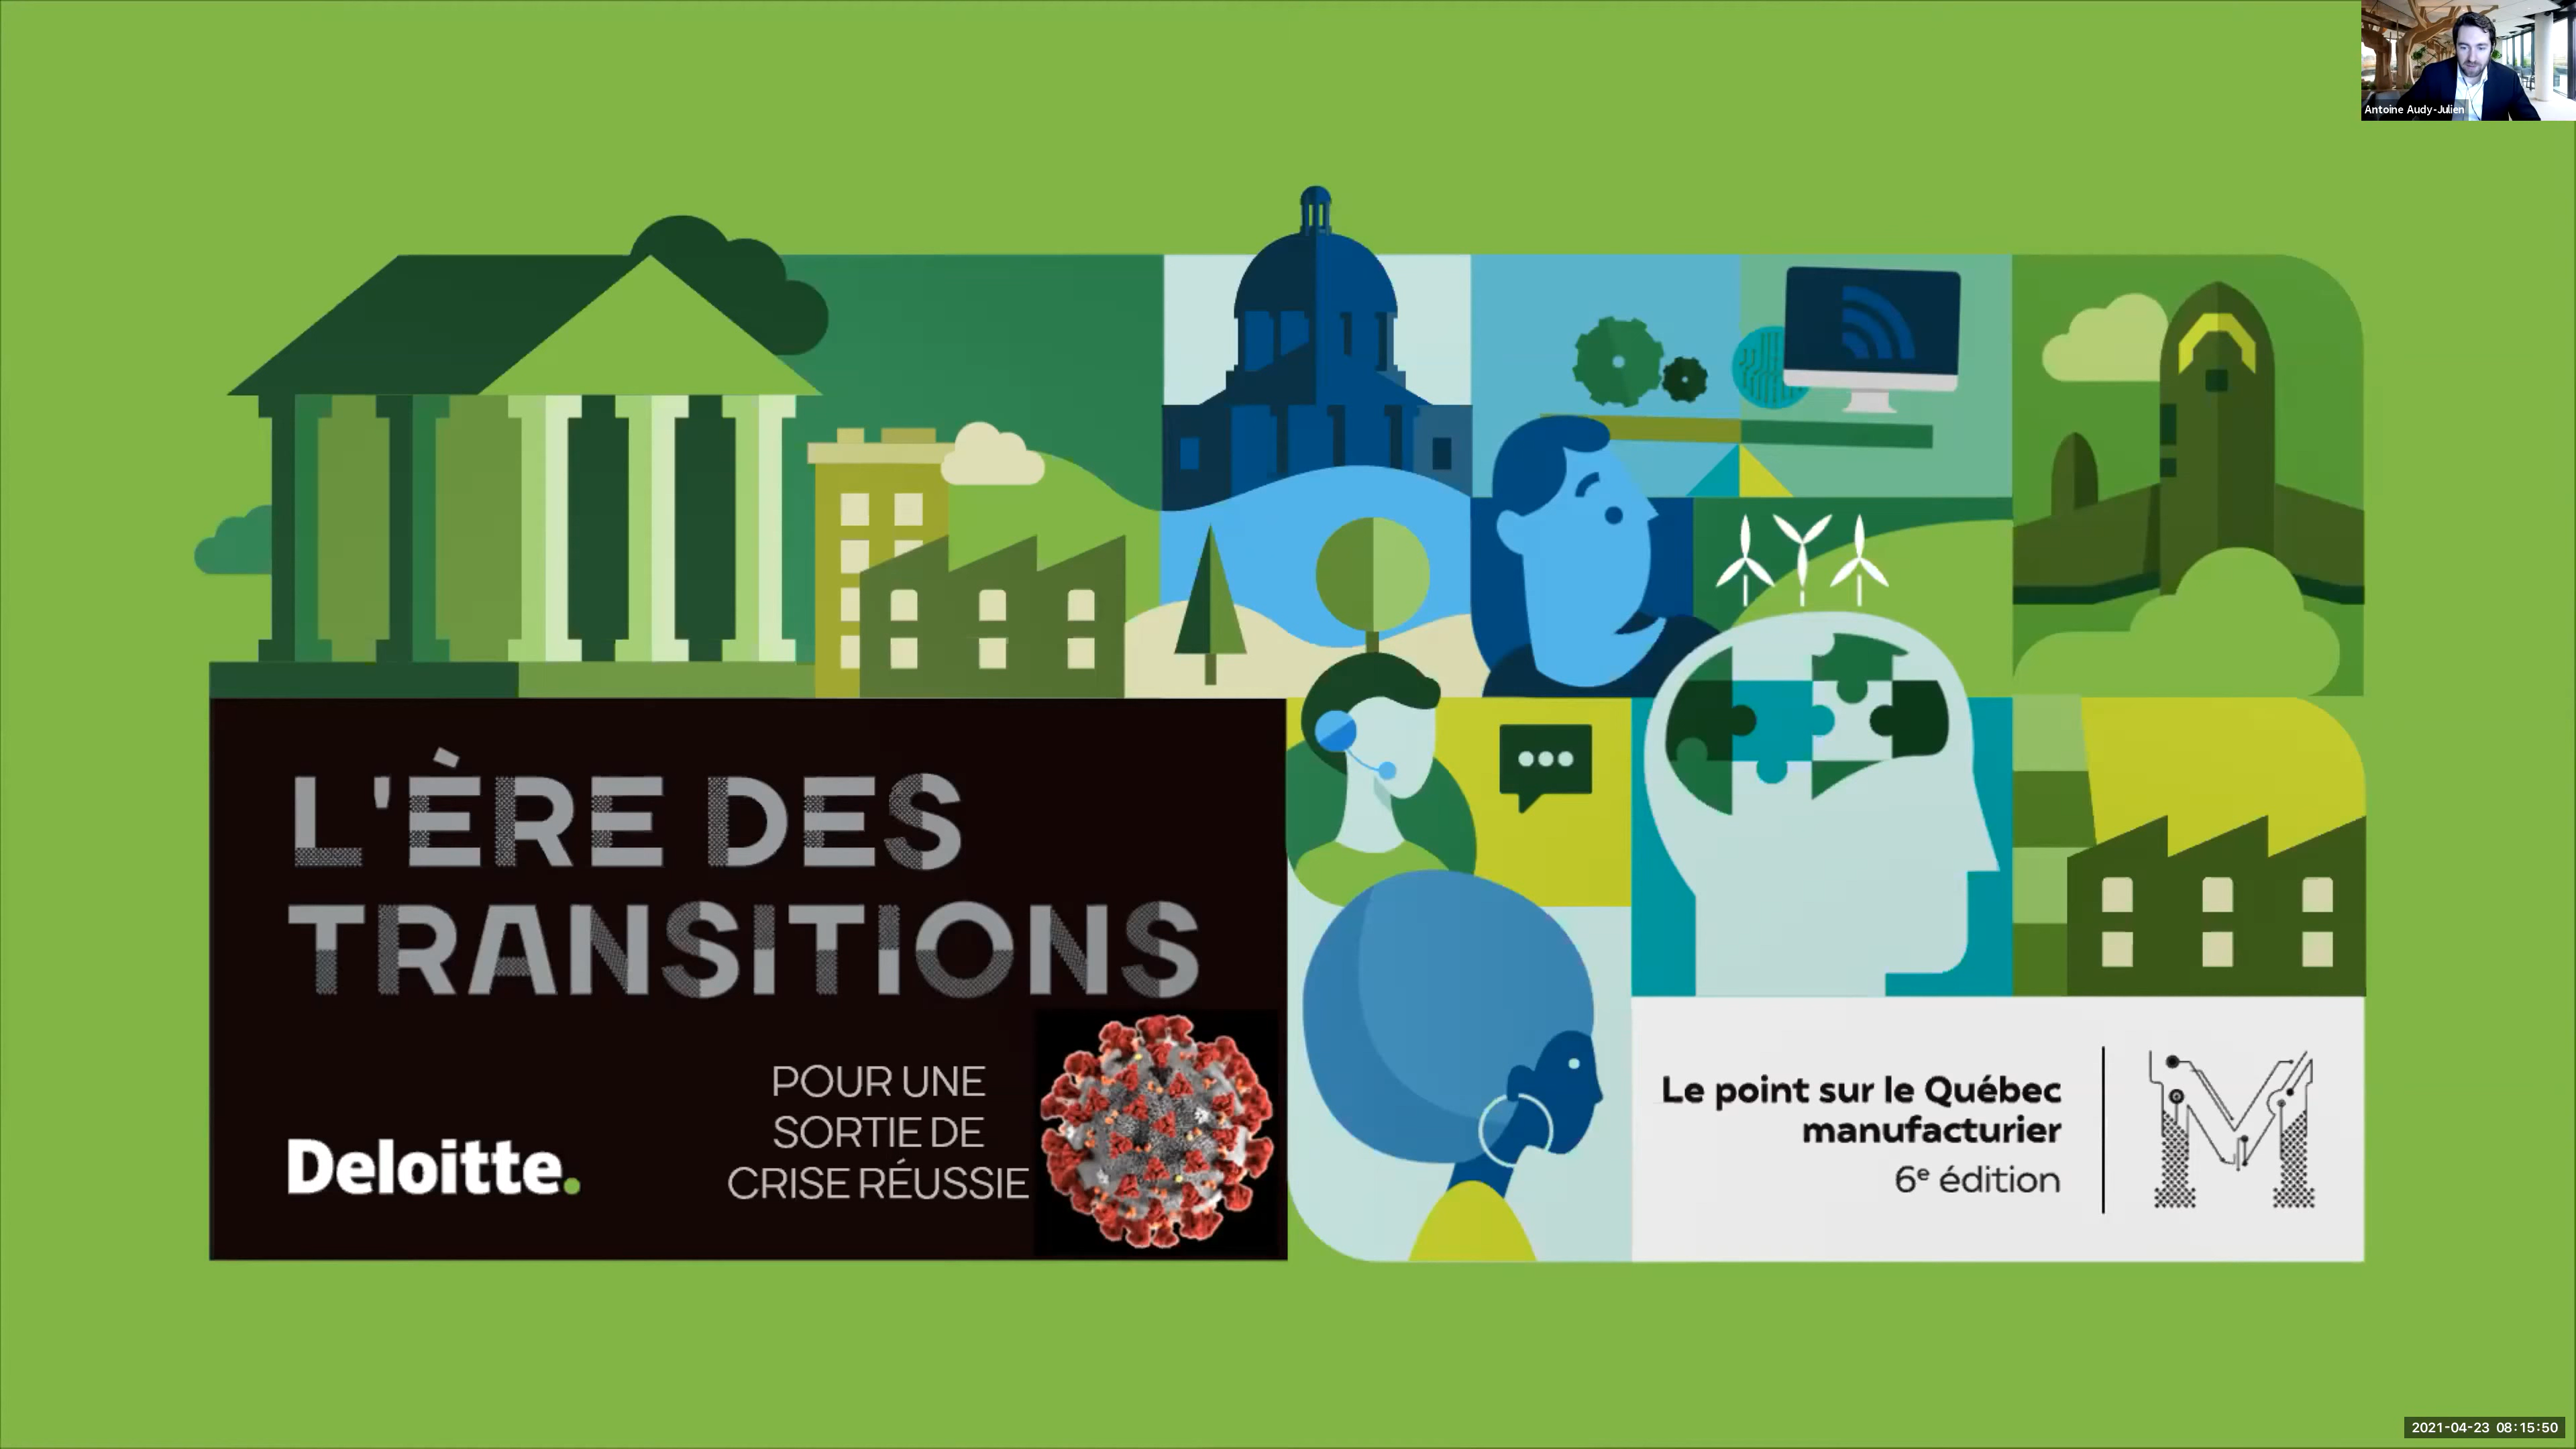 Antoine Audy-Julien
L'ÈRE DES
TRANSITIONS
POUR UNE
SORTIE DE
CRISE RÉUSSIE
Deloitte.
Le point sur le Québec
manufacturier
6e édition
M
2021-04-23 08:15:50